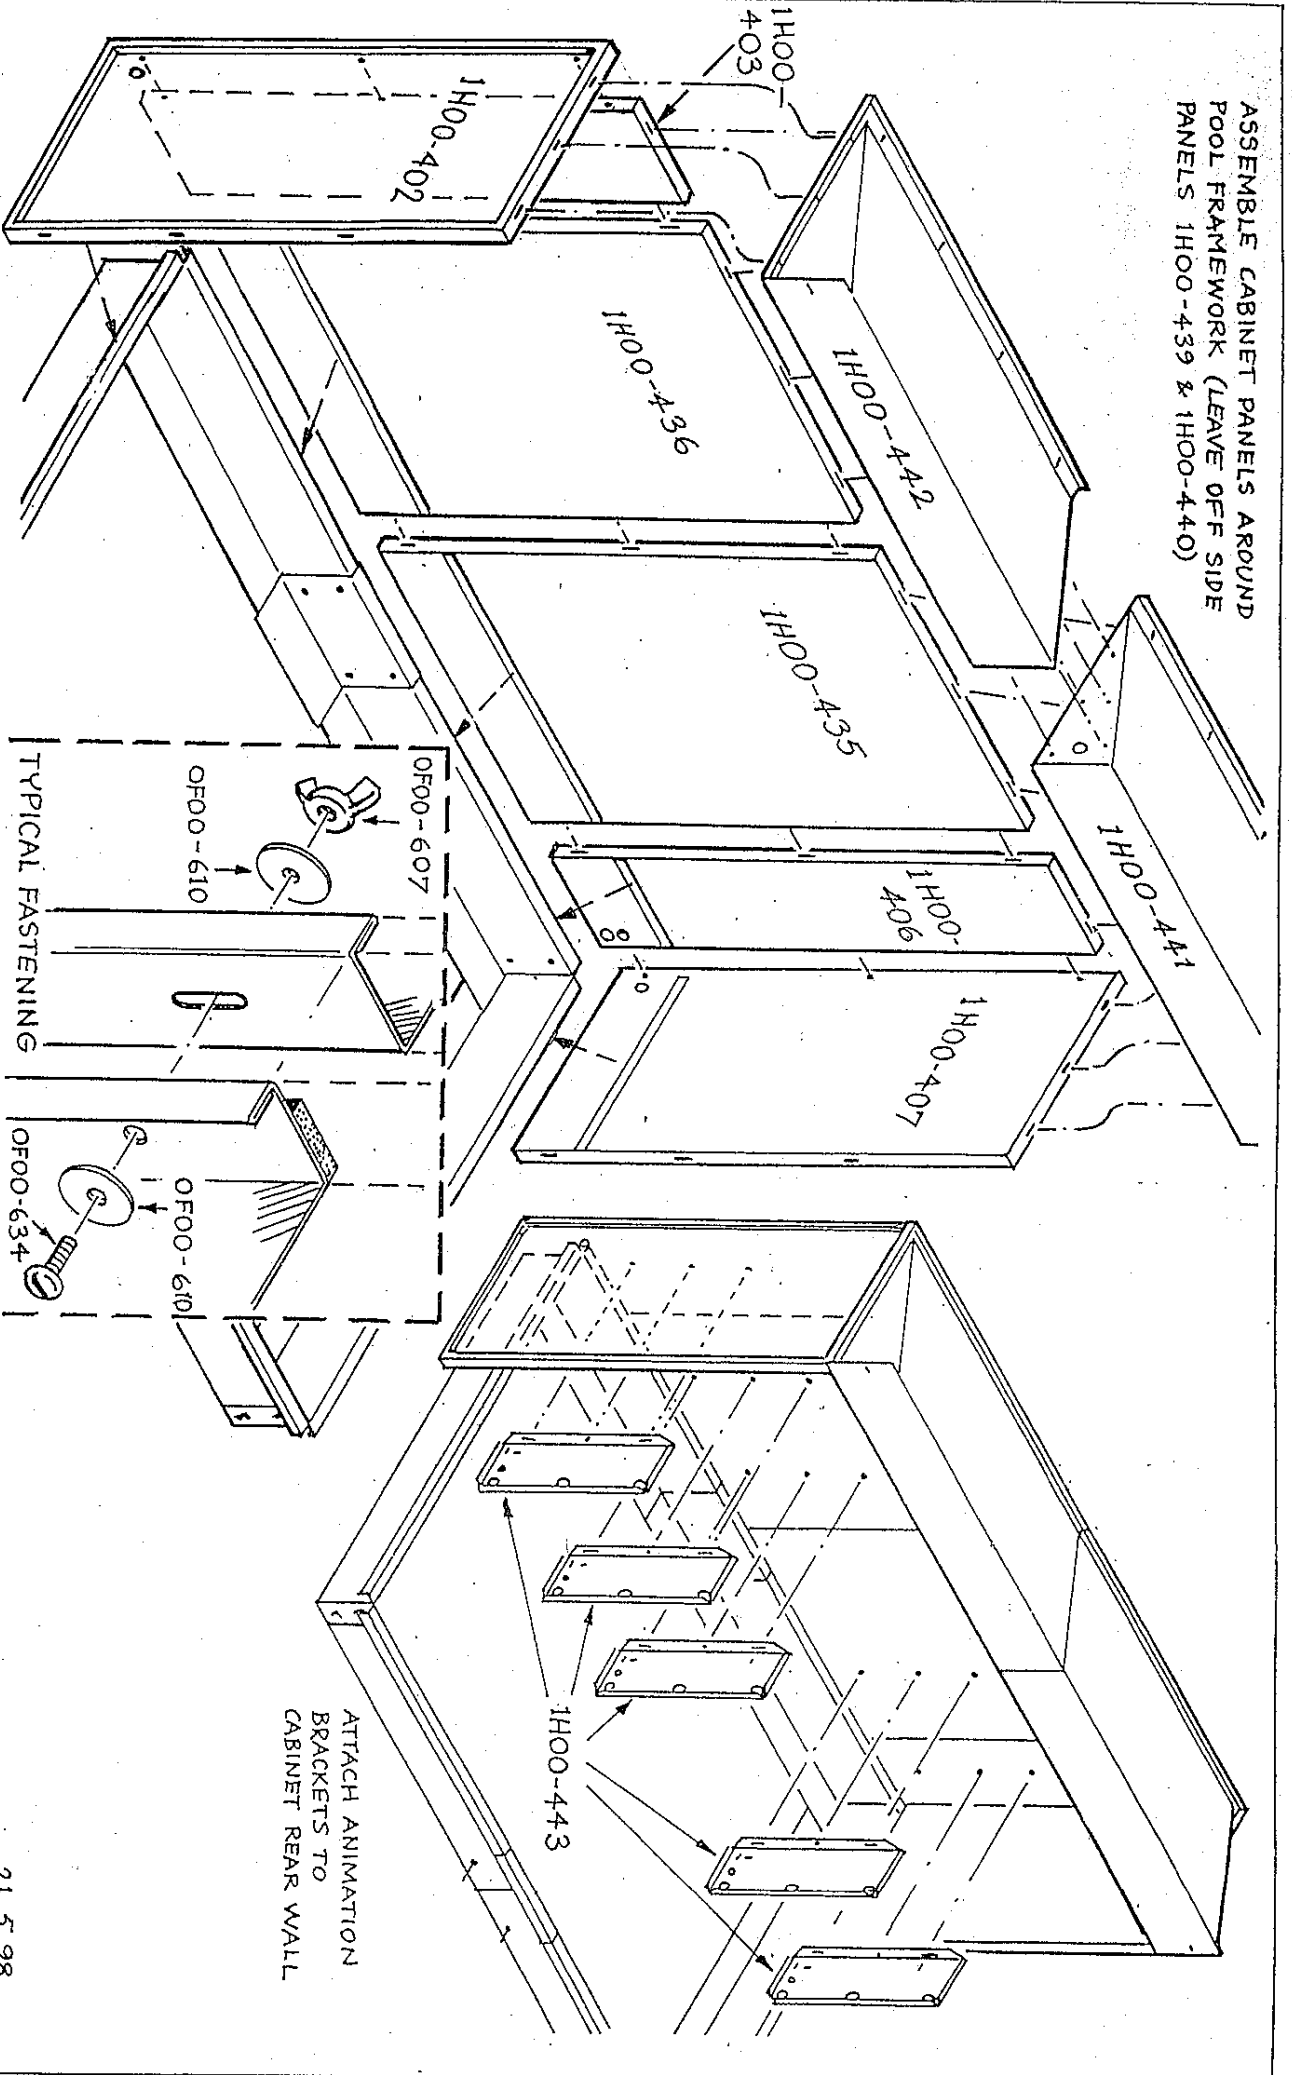 ASSEMBLE CABINET PANELS AROUND
POOL FRAMEWORK (LEAVE OFF SIDE
PANELS 1H00-439 & 1H00-440)
1H00-
403
1H00-402
1H00-442
1H00-436
1H00-441
1H00-435
1H00-
406
1H00-407
0F00-607
0F00-610
0F00-610
0F00-634
TYPICAL FASTENING
1H00-443
ATTACH ANIMATION
BRACKETS TO
CABINET REAR WALL
21 5 98